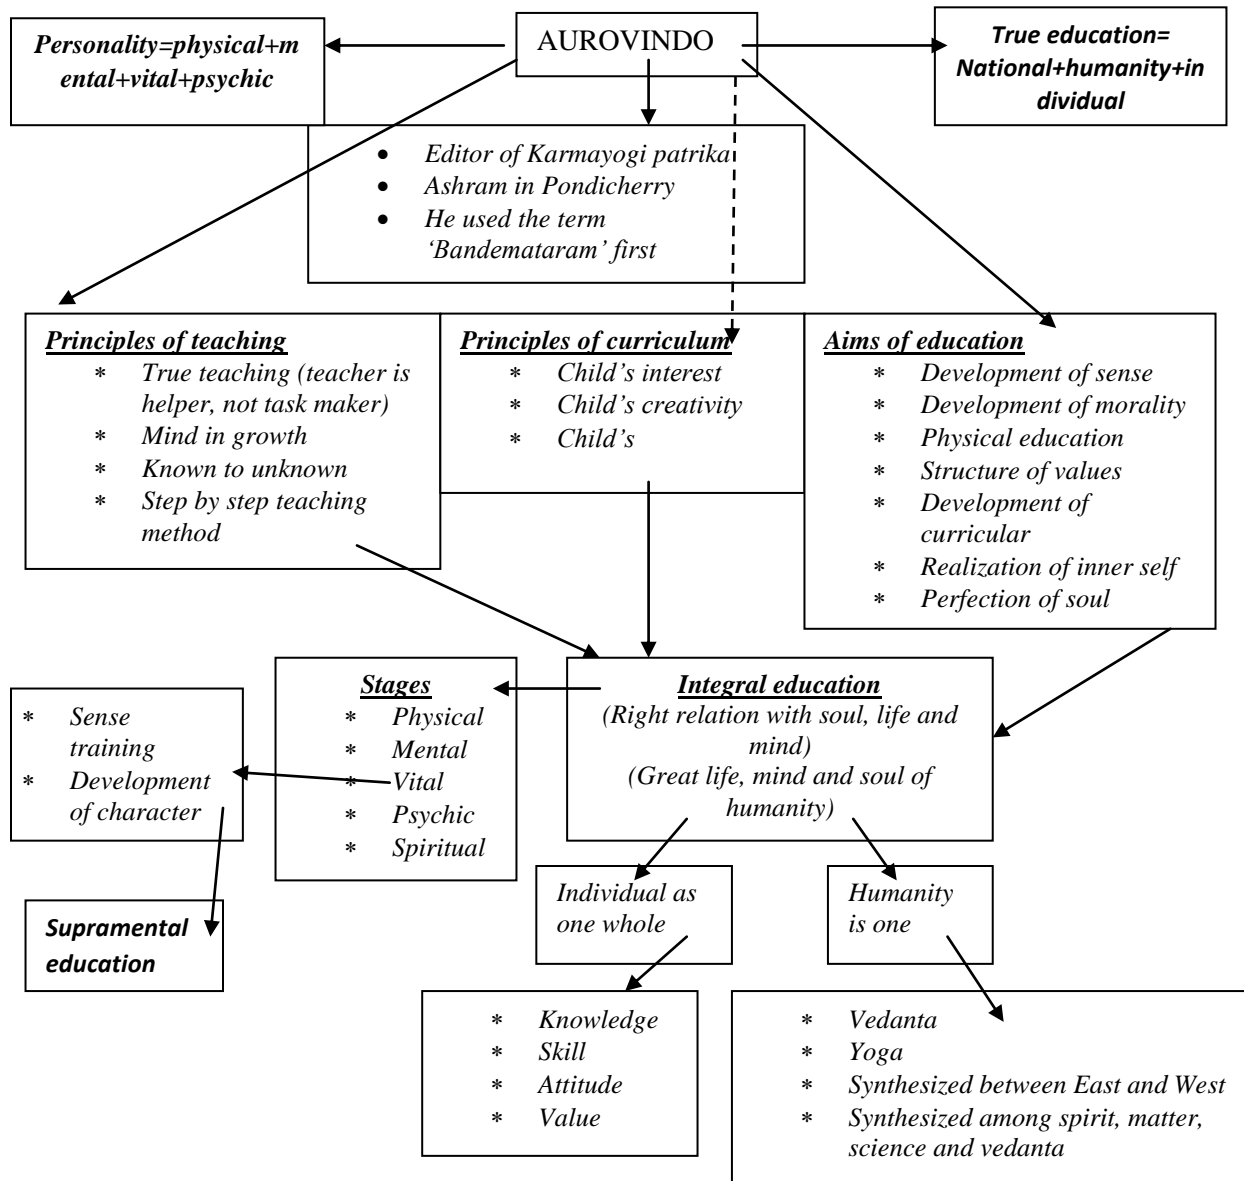 AUROVINDO
Personality=physical+m
ental+vital+psychic
True education=
National+humanity+in
dividual
• Editor of Karmayogi patrika
• Ashram in Pondicherry
• He used the term
‘Bandemataram’ first
Principles of teaching
* True teaching (teacher is
helper, not task maker)
* Mind in growth
* Known to unknown
* Step by step teaching
method
Principles of curriculum
* Child’s interest
* Child’s creativity
* Child’s
Aims of education
* Development of sense
* Development of morality
* Physical education
* Structure of values
* Development of
curricular
* Realization of inner self
* Perfection of soul
Integral education
(Right relation with soul, life and
mind)
(Great life, mind and soul of
humanity)
Stages
* Physical
* Mental
* Vital
* Psychic
* Spiritual
* Sense
training
* Development
of character
Supramental
education
Individual as
one whole
Humanity
is one
* Knowledge
* Skill
* Attitude
* Value
* Vedanta
* Yoga
* Synthesized between East and West
* Synthesized among spirit, matter,
science and vedanta